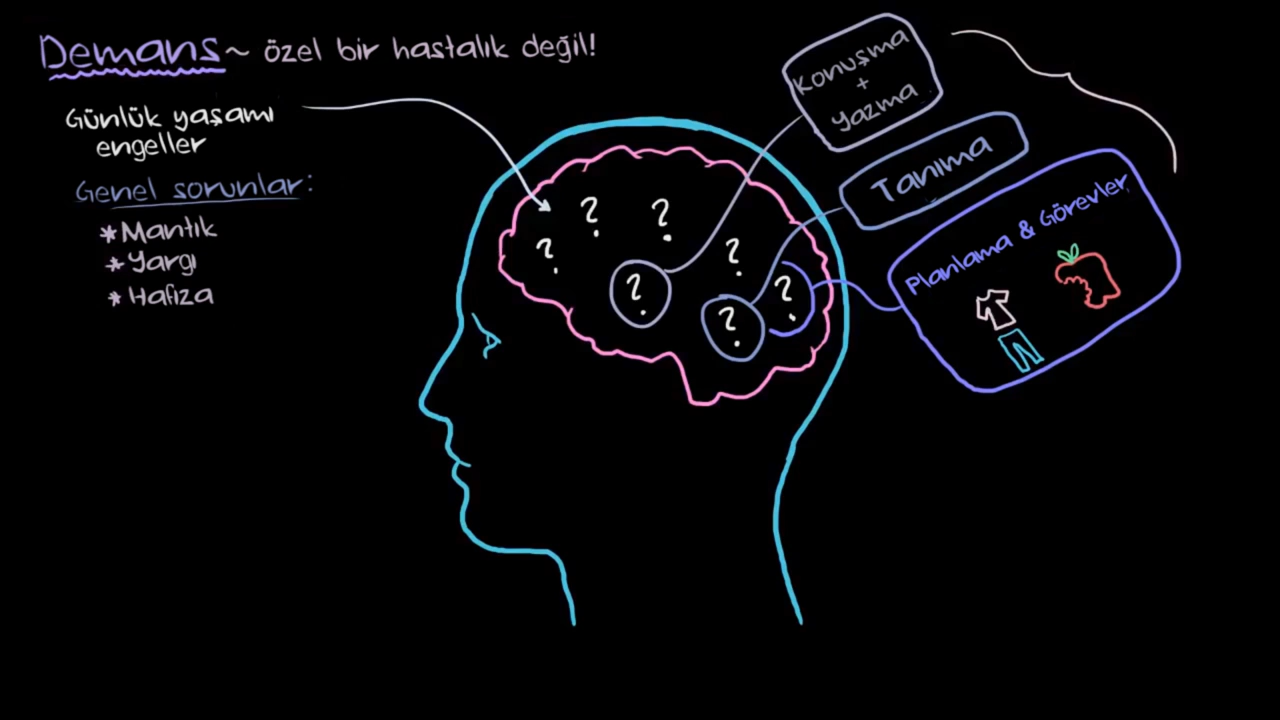 Demans ~ özel bir hastalık değil!
Günlük yaşamı
engeller
Genel sorunlar:
*Mantık
*Yargı
*Hafıza
? ? ? ? ? ? ?
Konuşma
+
yazma
Tanıma
Planlama & Görevler